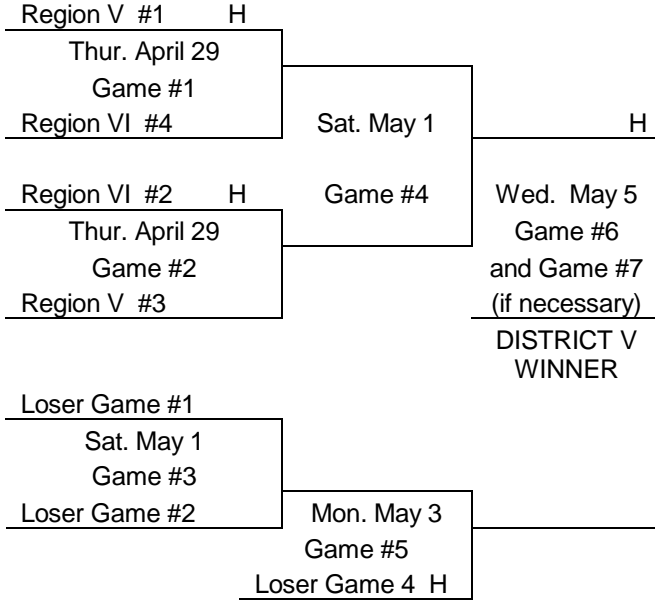 Region V #1 H
Thur. April 29
Game #1
Region VI #4
Sat. May 1
H
Region VI #2 H
Game #4
Wed. May 5
Thur. April 29
Game #6
Game #2
and Game #7
Region V #3
(if necessary)
DISTRICT V
WINNER
Loser Game #1
Sat. May 1
Game #3
Loser Game #2
Mon. May 3
Game #5
Loser Game 4 H